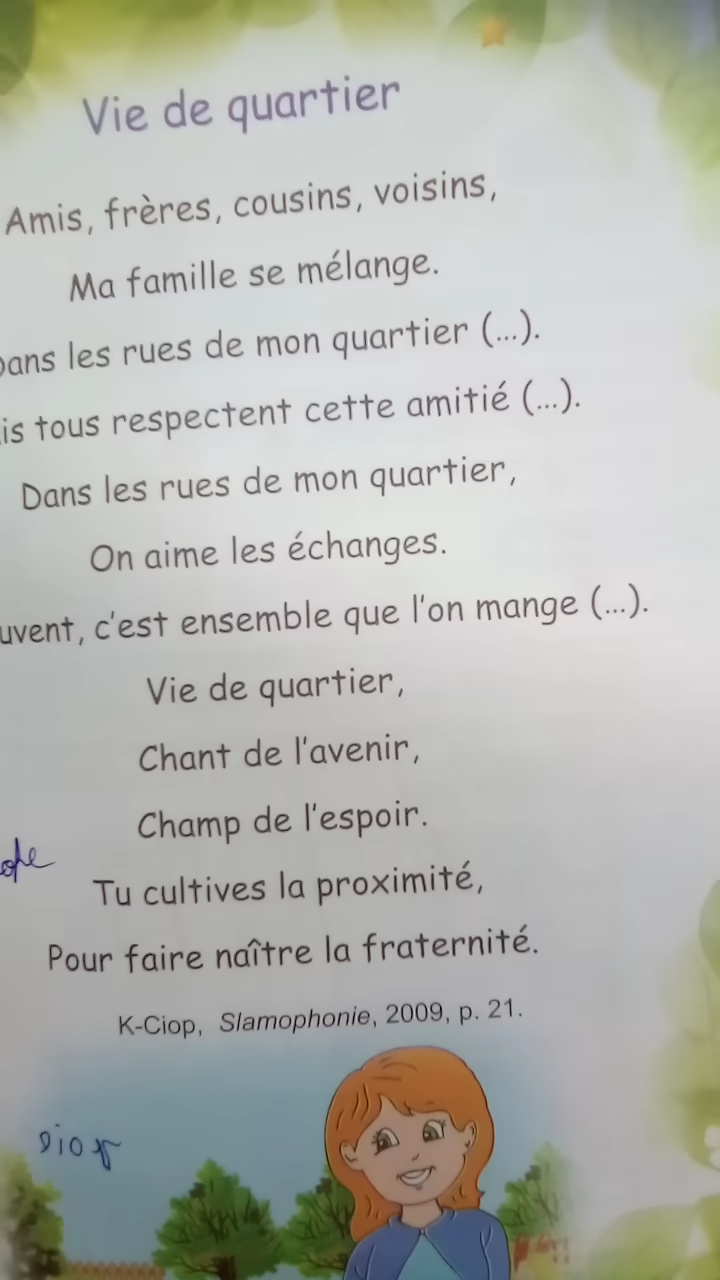 Vie de quartier
Amis, frères, cousins, voisins,
Ma famille se mélange.
Dans les rues de mon quartier (...).
is tous respectent cette amitié (...).
Dans les rues de mon quartier,
On aime les échanges.
uvent, c'est ensemble que l'on mange (...).
Vie de quartier,
Chant de l'avenir,
Champ de l'espoir.
Tu cultives la proximité,
Pour faire naître la fraternité.
K-Ciop, Slamophonie, 2009, p. 21.